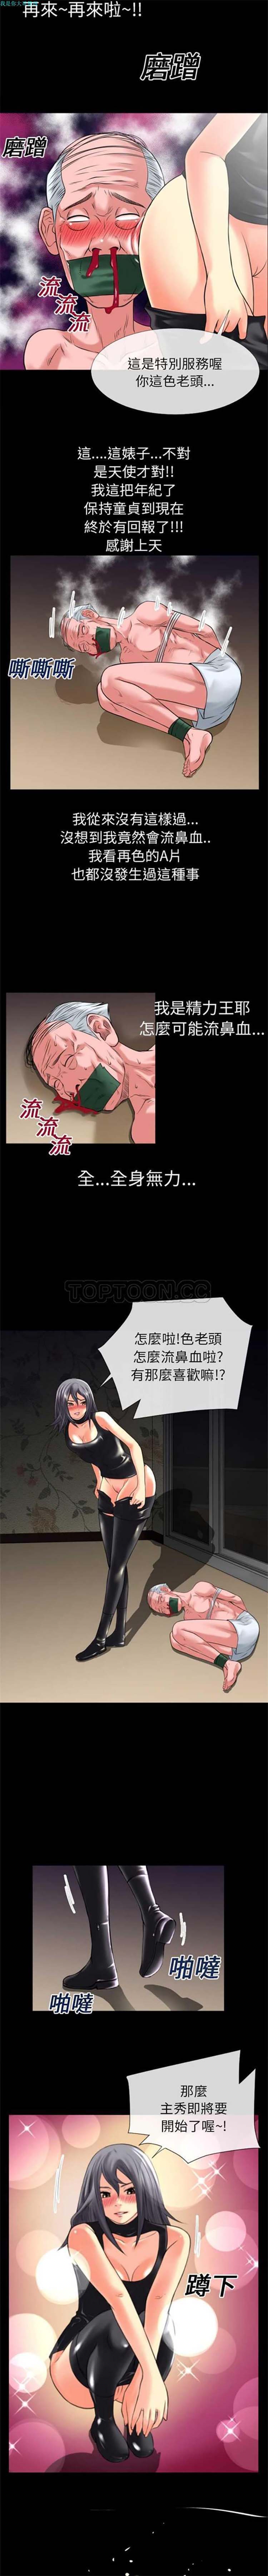 再來~再來啦~!!
磨蹭
磨蹭
流
流
流
這是特別服務喔
你這色老頭...
這....這婊子...不對
是天使才對!!
我這把年紀了
保持童貞到現在
終於有回報了!!!
感謝上天
嘶嘶嘶
我從來沒有這樣過...
沒想到我竟然會流鼻血..
我看再色的A片
也都沒發生過這種事
我是精力王耶
怎麼可能流鼻血...
流
流
流
全...全身無力...
TOPTOON.CC
怎麼啦!色老頭
怎麼流鼻血啦?
有那麼喜歡嘛!?
啪噠
啪噠
那麼
主秀即將要
開始了喔~!
蹲下